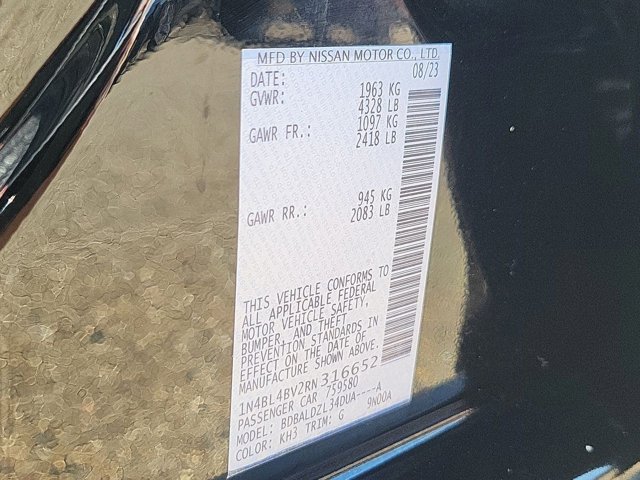 MFD BY NISSAN MOTOR CO., LTD.
DATE: 08/23
GVWR: 1963 KG
4328 LB
GAWR FR.: 1097 KG
2418 LB
945 KG
GAWR RR.: 2083 LB
THIS VEHICLE CONFORMS TO
ALL APPLICABLE FEDERAL
MOTOR VEHICLE SAFETY,
BUMPER, AND THEFT
PREVENTION STANDARDS IN
EFFECT ON THE DATE OF
MANUFACTURE SHOWN ABOVE.
1N4BL4BV2RN316652
PASSENGER CAR 759580
MODEL: BDBALDZL34DUA----A
COLOR: KH3 TRIM: G 9N00A